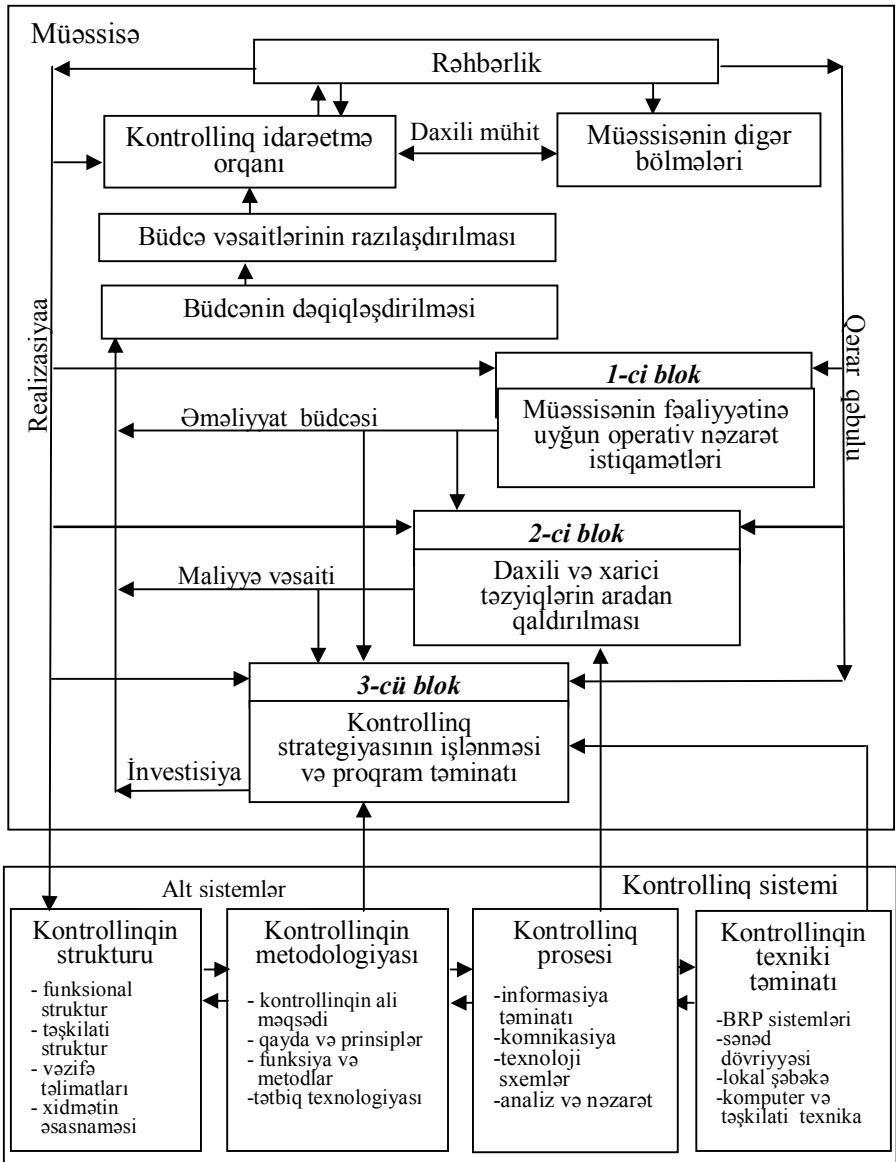 Müəssisə
Rəhbərlik
Kontrollinq idarəetmə
orqanı
Daxili mühit
Müəssisənin digər
bölmələri
Büdcə vəsaitlərinin razılaşdırılması
Büdcənin dəqiqləşdirilməsi
Realizasiyaa
Qərar qəbulu
1-ci blok
Müəssisənin fəaliyyətinə
uyğun operativ nəzarət
istiqamətləri
Əməliyyat büdcəsi
2-ci blok
Daxili və xarici
təzyiqlərin aradan
qaldırılması
Maliyyə vəsaiti
3-cü blok
Kontrollinq
strategiyasının işlənməsi
və proqram təminatı
İnvestisiya
Alt sistemlər
Kontrollinq sistemi
Kontrollinqin
strukturu
- funksional
struktur
- təşkilati
struktur
- vəzifə
təlimatları
- xidmətin
əsasnaməsi
Kontrollinqin
metodologiyası
- kontrollinqin ali
məqsədi
- qayda və prinsiplər
- funksiya və
metodlar
-tətbiq texnologiyası
Kontrollinq
prosesi
-informasiya
təminatı
-komnikasiya
-texnoloji
sxemlər
-analiz və nəzarət
Kontrollinqin
texniki
təminatı
-BRP sistemləri
-sənəd
dövriyyəsi
-lokal şəbəkə
-komputer və
təşkilati texnika